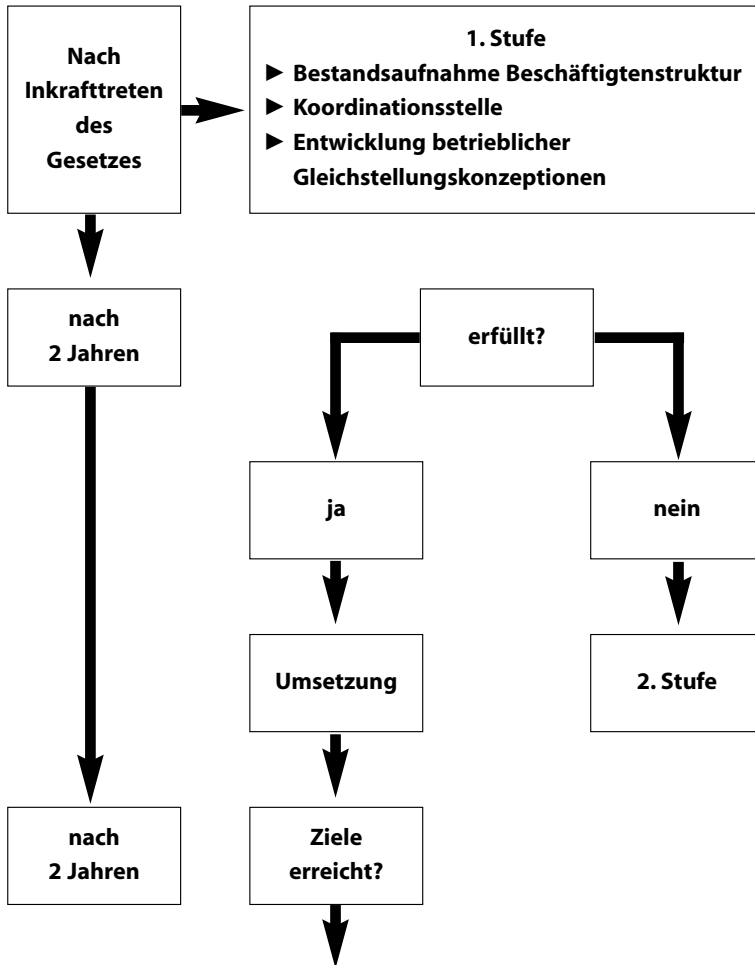 Nach
Inkrafttreten
des
Gesetzes
1. Stufe
► Bestandsaufnahme Beschäftigtenstruktur
► Koordinationsstelle
► Entwicklung betrieblicher
Gleichstellungskonzeptionen
nach
2 Jahren
erfüllt?
ja
nein
Umsetzung
2. Stufe
nach
2 Jahren
Ziele
erreicht?